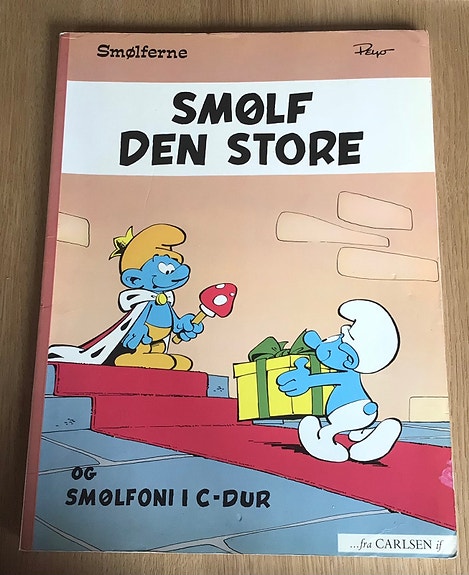 Smølferne
Peyo
SMØLF
DEN STORE
OG
SMØLFONI I C-DUR
...fra CARLSEN if